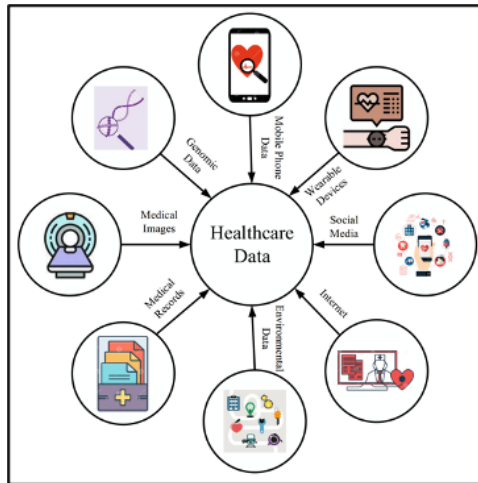 Mobile Phone
Data
Genomic Data
Wearable
Devices
Medical
Images
Healthcare
Data
Social
Media
Medical
Records
Environmental
Data
Internet